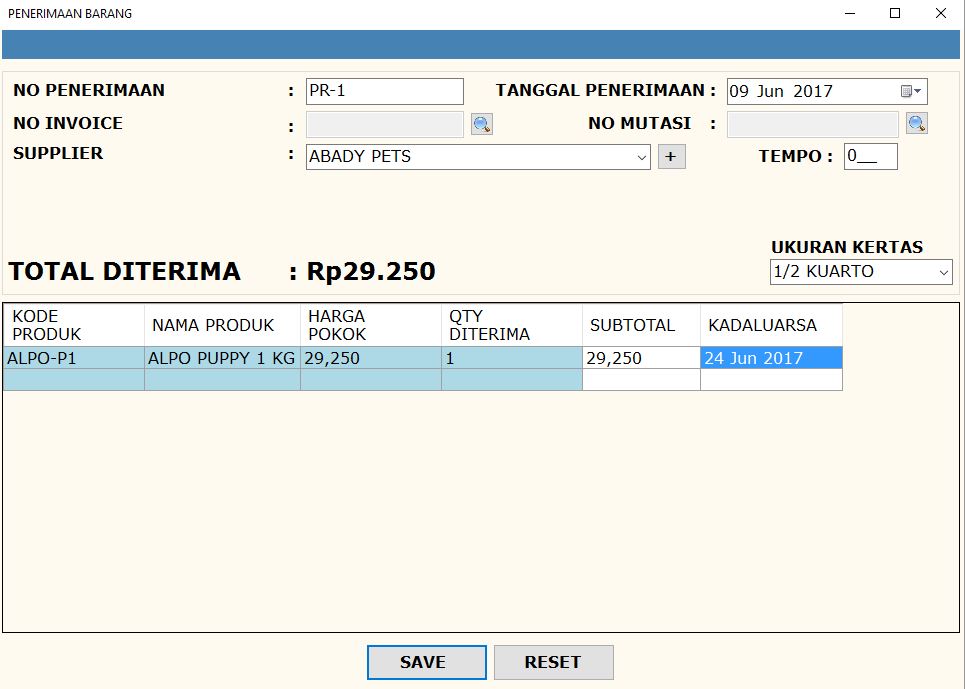 PENERIMAAN BARANG
NO PENERIMAAN : PR-1 TANGGAL PENERIMAAN : 09 Jun 2017
NO INVOICE : NO MUTASI :
SUPPLIER : ABADY PETS + TEMPO : 0__
UKURAN KERTAS
TOTAL DITERIMA : Rp29.250 1/2 KUARTO
KODE PRODUK NAMA PRODUK HARGA POKOK QTY DITERIMA SUBTOTAL KADALUARSA
ALPO-P1 ALPO PUPPY 1 KG 29,250 1 29,250 24 Jun 2017
SAVE RESET